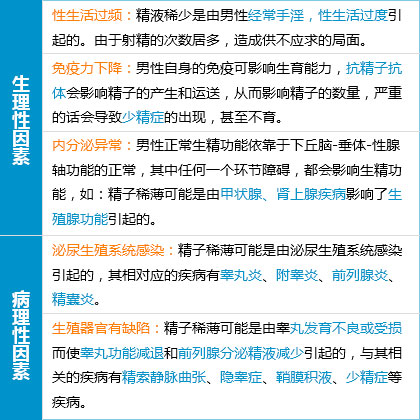 生理性因素
性生活过频：精液稀少是由男性经常手淫，性生活过度引
起的。由于射精的次数居多，造成供不应求的局面。
免疫力下降：男性自身的免疫可影响生育能力，抗精子抗
体会影响精子的产生和运送，从而影响精子的数量，严重
的话会导致少精症的出现，甚至不育。
内分泌异常：男性正常生精功能依靠于下丘脑-垂体-性腺
轴功能的正常，其中任何一个环节障碍，都会影响生精功
能，如：精子稀薄可能是由甲状腺、肾上腺疾病影响了生
殖腺功能引起的。
病理性因素
泌尿生殖系统感染：精子稀薄可能是由泌尿生殖系统感染
引起的，其相对应的疾病有睾丸炎、附睾炎、前列腺炎、
精囊炎。
生殖器官有缺陷：精子稀薄可能是由睾丸发育不良或受损
而使睾丸功能减退和前列腺分泌精液减少引起的，与其相
关的疾病有精索静脉曲张、隐睾症、鞘膜积液、少精症等
疾病。